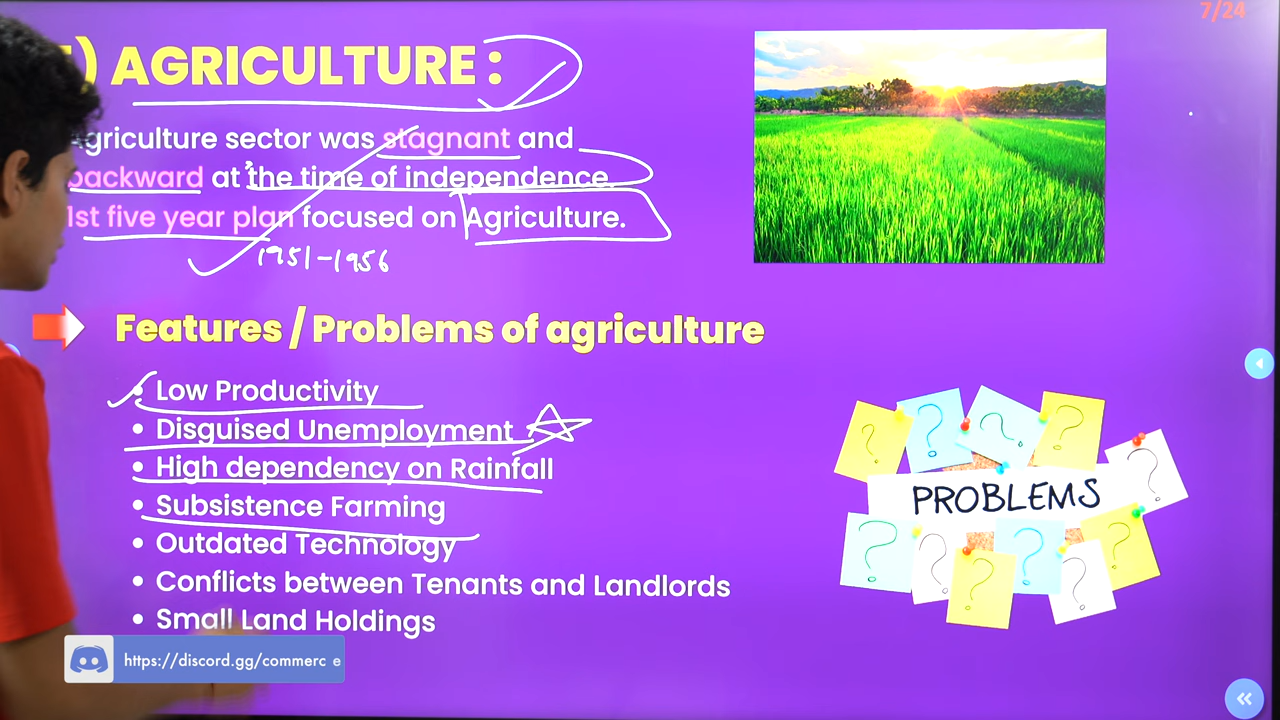 7/24
) AGRICULTURE :
griculture sector was stagnant and
backward at the time of independence.
1st five year plan focused on Agriculture.
1951-1956
Features / Problems of agriculture
• Low Productivity
• Disguised Unemployment
• High dependency on Rainfall
• Subsistence Farming
• Outdated Technology
• Conflicts between Tenants and Landlords
• Small Land Holdings
PROBLEMS
https://discord.gg/commerc e